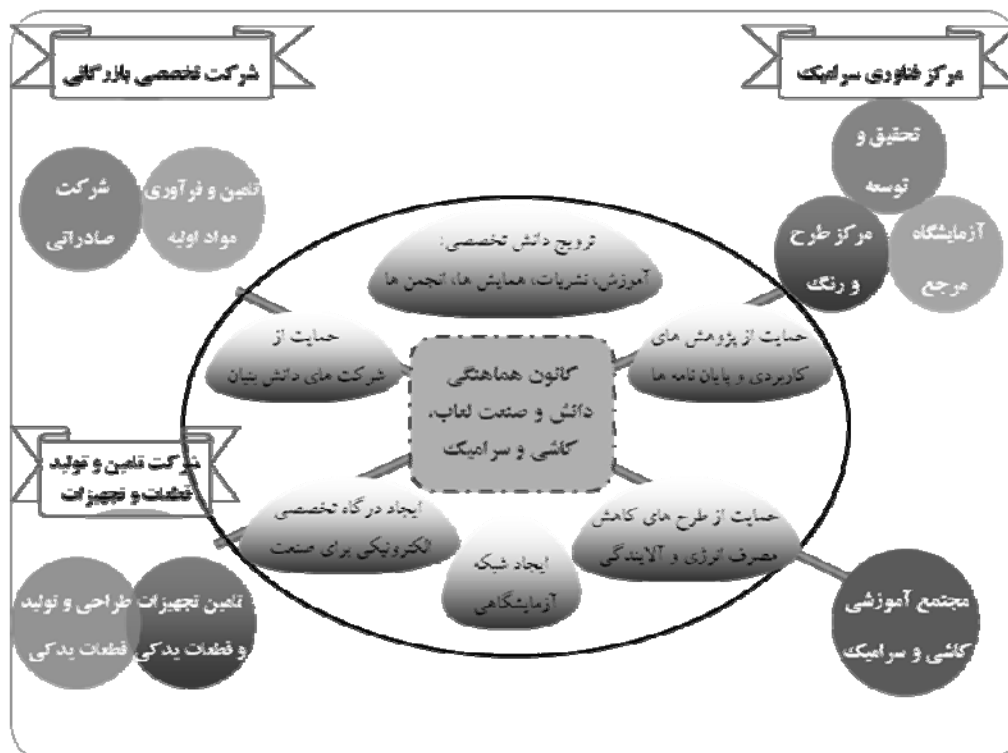 مرکز فناوری سرامیک
شرکت تخصصی بازرگانی
تحقیق و
توسعه
آزمایشگاه
مرجع
مرکز طرح
و رنگ
تامین و فرآوری
مواد اولیه
شرکت
صادراتی
ترویج دانش تخصصی:
آموزش، نشریات، همایش ها، انجمن ها
حمایت از پژوهش های
کاربردی و پایان نامه ها
حمایت از
شرکت های دانش بنیان
کانون هماهنگی
دانش و صنعت لعاب،
کاشی و سرامیک
شرکت تامین و تولید
قطعات و تجهیزات
حمایت از طرح های کاهش
مصرف انرژی و آلایندگی
ایجاد شبکه
آزمایشگاهی
ایجاد درگاه تخصصی
الکترونیکی برای صنعت
مجتمع آموزشی
کاشی و سرامیک
تامین تجهیزات
و قطعات یدکی
طراحی و تولید
قطعات یدکی